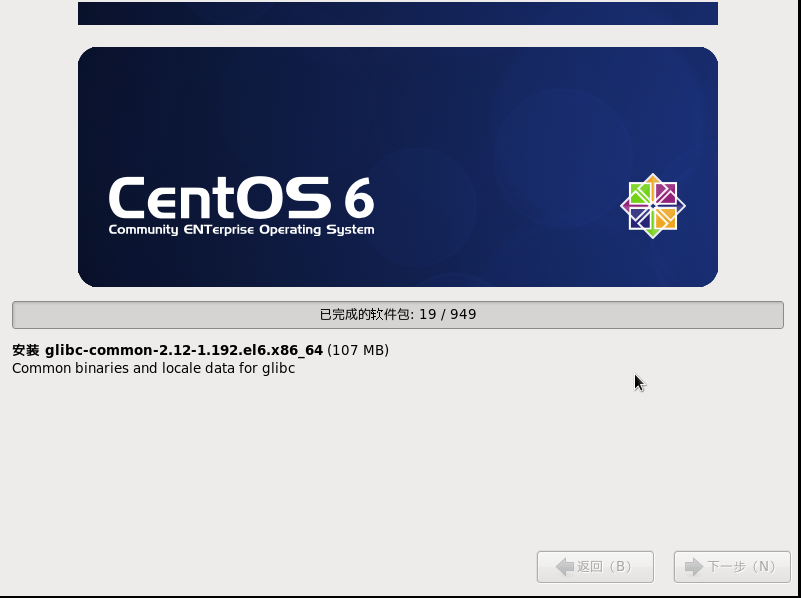 CentOS 6
Community ENTerprise Operating System
已完成的软件包: 19 / 949
安装 glibc-common-2.12-1.192.el6.x86_64 (107 MB)
Common binaries and locale data for glibc
返回（B） 下一步（N）